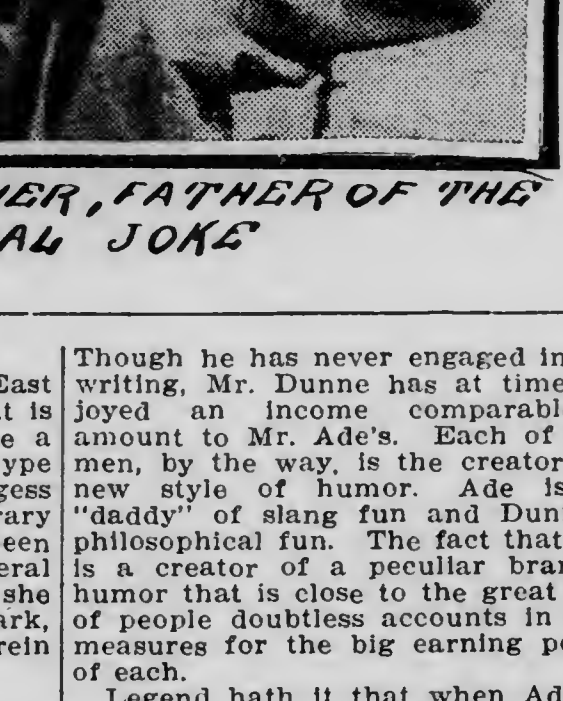 ER, FATHER OF THE
AL JOKE
East
t is
e a
ype
gess
rary
een
eral
she
ark,
rein
Though he has never engaged in
writing, Mr. Dunne has at time
joyed an income comparabl
amount to Mr. Ade's. Each of
men, by the way, is the creator
new style of humor. Ade is
"daddy" of slang fun and Dun
philosophical fun. The fact that
is a creator of a peculiar bran
humor that is close to the great
of people doubtless accounts in
measures for the big earning po
of each.
Legend hath it that when Ad